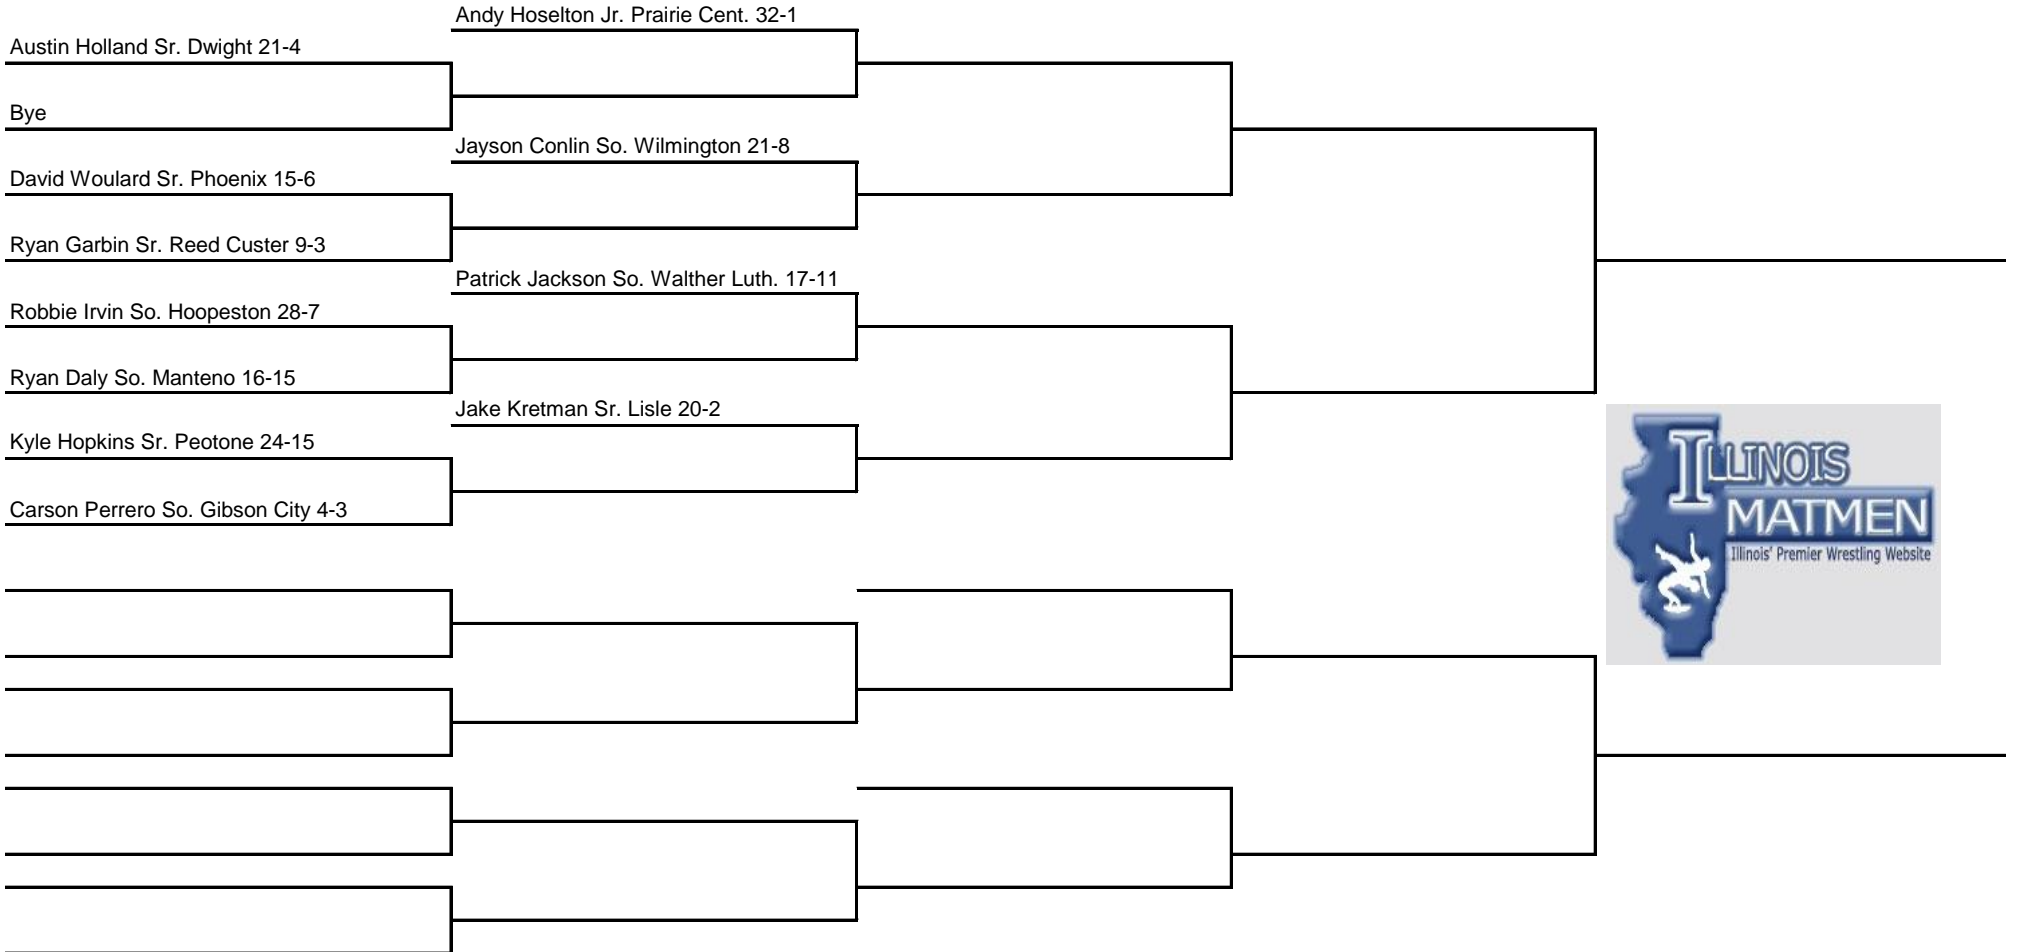 Andy Hoselton Jr. Prairie Cent. 32-1
Austin Holland Sr. Dwight 21-4
Bye
Jayson Conlin So. Wilmington 21-8
David Woulard Sr. Phoenix 15-6
Ryan Garbin Sr. Reed Custer 9-3
Patrick Jackson So. Walther Luth. 17-11
Robbie Irvin So. Hoopeston 28-7
Ryan Daly So. Manteno 16-15
Jake Kretman Sr. Lisle 20-2
Kyle Hopkins Sr. Peotone 24-15
Carson Perrero So. Gibson City 4-3
ILLINOIS
MATMEN
Illinois' Premier Wrestling Website